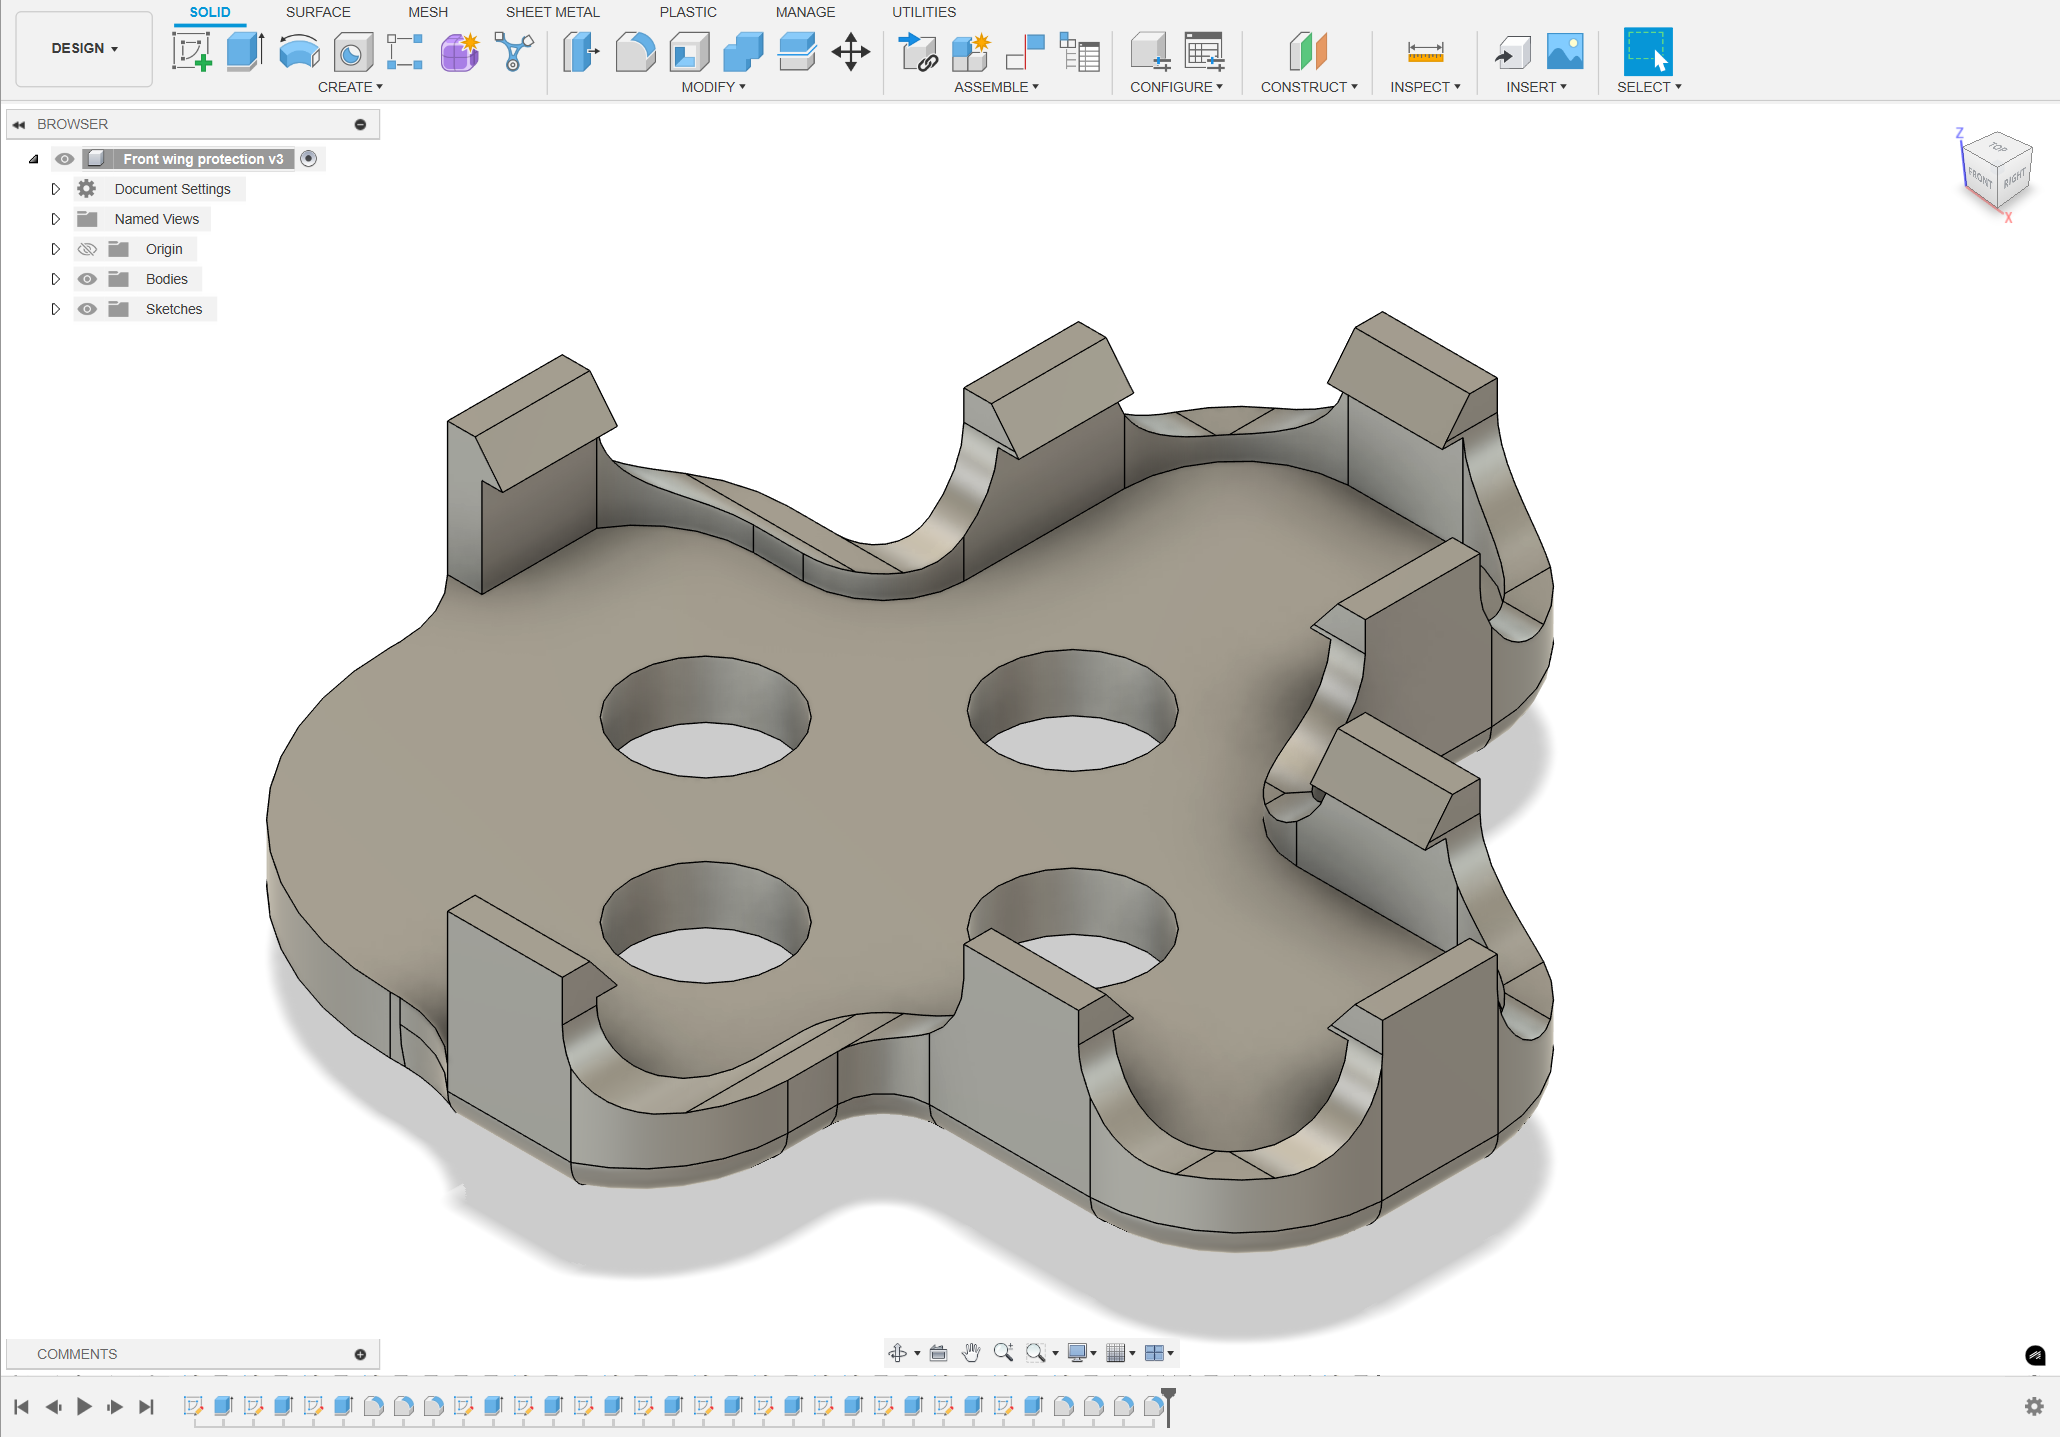 SOLID SURFACE MESH SHEET METAL PLASTIC MANAGE UTILITIES
DESIGN
CREATE MODIFY ASSEMBLE CONFIGURE CONSTRUCT INSPECT INSERT SELECT
BROWSER
Front wing protection v3
Document Settings
Named Views
Origin
Bodies
Sketches
Z
TOP
FRONT RIGHT
X
COMMENTS